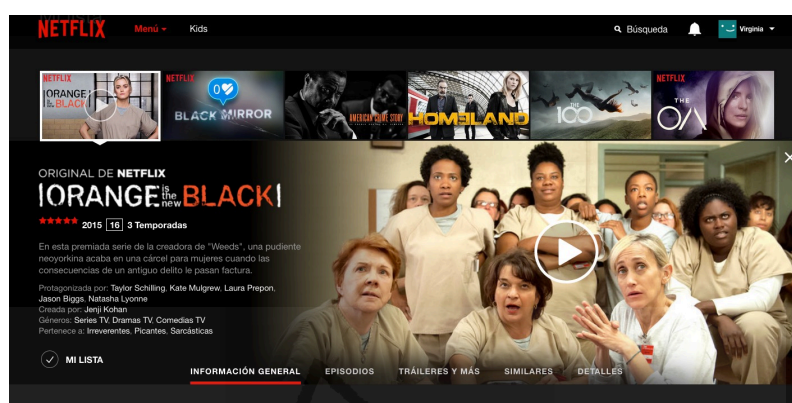 NETFLIX
Menú
Kids
Búsqueda
Virginia
NETFLIX
ORANGE
is the new
BLACK
NETFLIX
BLACK MIRROR
AMERICAN CRIME STORY
HOMELAND
THE
100
NETFLIX
THE
OA
ORIGINAL DE NETFLIX
ORANGE is the new BLACK
2015 16 3 Temporadas
En esta premiada serie de la creadora de "Weeds", una pudiente
neoyorkina acaba en una cárcel para mujeres cuando las
consecuencias de un antiguo delito le pasan factura.
Protagonizada por: Taylor Schilling, Kate Mulgrew, Laura Prepon,
Jason Biggs, Natasha Lyonne
Creada por: Jenji Kohan
Géneros: Series TV, Dramas TV, Comedias TV
Pertenece a: Irreverentes, Picantes, Sarcásticas
MI LISTA
INFORMACIÓN GENERAL
EPISODIOS
TRÁILERES Y MÁS
SIMILARES
DETALLES